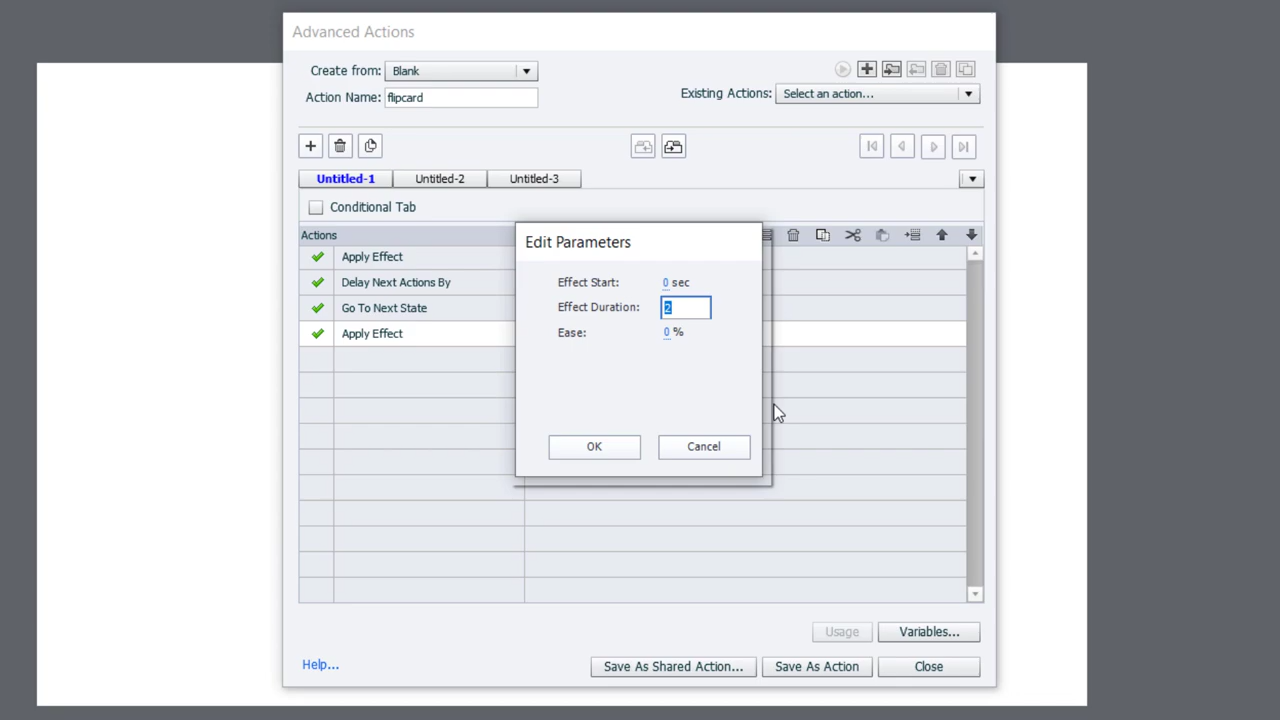 Advanced Actions
Create from: Blank
Action Name: flipcard
Existing Actions: Select an action...
Untitled-1 Untitled-2 Untitled-3
Conditional Tab
Actions
Apply Effect
Delay Next Actions By
Go To Next State
Apply Effect
Edit Parameters
Effect Start: 0 sec
Effect Duration: 2
Ease: 0 %
OK Cancel
Usage Variables...
Help... Save As Shared Action... Save As Action Close